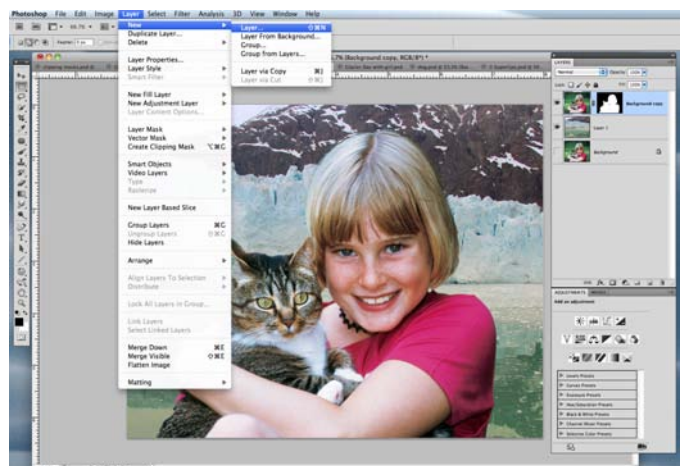 Photoshop File Edit Image Layer Select Filter Analysis 3D View Window Help
New
Duplicate Layer...
Delete
Layer Properties...
Layer Style
Smart Filter
New Fill Layer
New Adjustment Layer
Layer Content Options...
Layer Mask
Vector Mask
Create Clipping Mask ⌥⌘G
Smart Objects
Video Layers
Type
Rasterize
New Layer Based Slice
Group Layers ⌘G
Ungroup Layers ⇧⌘G
Hide Layers
Arrange
Align Layers To Selection
Distribute
Lock All Layers in Group...
Link Layers
Select Linked Layers
Merge Down ⌘E
Merge Visible ⇧⌘E
Flatten Image
Matting
Layer... ⇧⌘N
Layer From Background...
Group...
Group from Layers...
Layer via Copy ⌘J
Layer via Cut ⇧⌘J
(Background copy, RGB/8*) *
LAYERS
Normal Opacity: 100%
Background copy
Layer 1
Background
ADJUSTMENTS
Add an adjustment
Levels Presets
Curves Presets
Exposure Presets
Hue/Saturation Presets
Black & White Presets
Channel Mixer Presets
Selective Color Presets